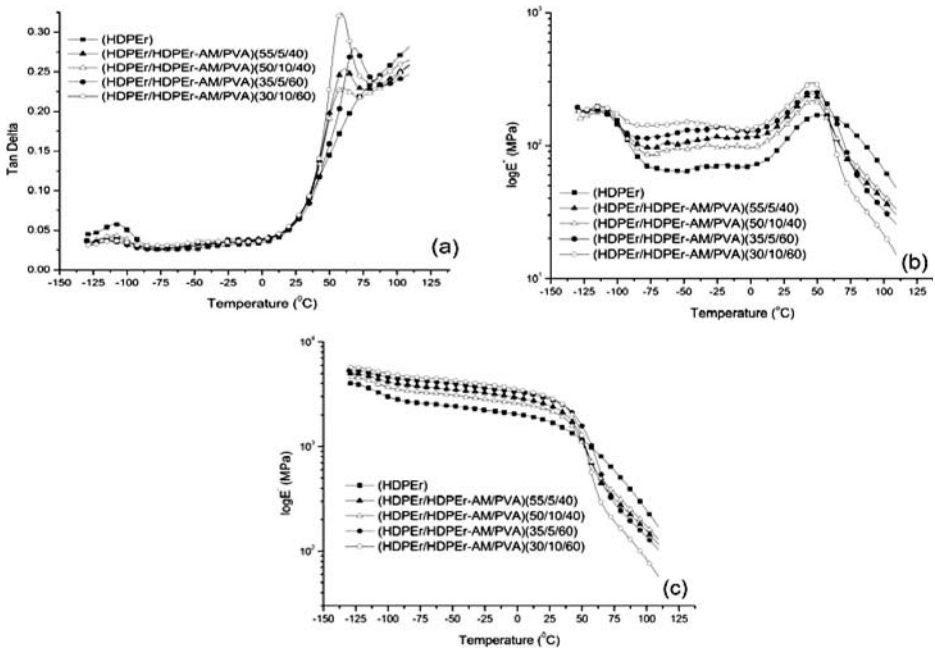 (a)
Tan Delta
0.30
0.25
0.20
0.15
0.10
0.05
0.00
(HDPEr)
(HDPEr/HDPEr-AM/PVA)(55/5/40)
(HDPEr/HDPEr-AM/PVA)(50/10/40)
(HDPEr/HDPEr-AM/PVA)(35/5/60)
(HDPEr/HDPEr-AM/PVA)(30/10/60)
-150 -125 -100 -75 -50 -25 0 25 50 75 100 125
Temperature (°C)
(b)
logE" (MPa)
10³
10²
10¹
(HDPEr)
(HDPEr/HDPEr-AM/PVA)(55/5/40)
(HDPEr/HDPEr-AM/PVA)(50/10/40)
(HDPEr/HDPEr-AM/PVA)(35/5/60)
(HDPEr/HDPEr-AM/PVA)(30/10/60)
-150 -125 -100 -75 -50 -25 0 25 50 75 100 125
Temperature (°C)
(c)
logE' (MPa)
10⁴
10³
10²
(HDPEr)
(HDPEr/HDPEr-AM/PVA)(55/5/40)
(HDPEr/HDPEr-AM/PVA)(50/10/40)
(HDPEr/HDPEr-AM/PVA)(35/5/60)
(HDPEr/HDPEr-AM/PVA)(30/10/60)
-150 -125 -100 -75 -50 -25 0 25 50 75 100 125
Temperature (°C)